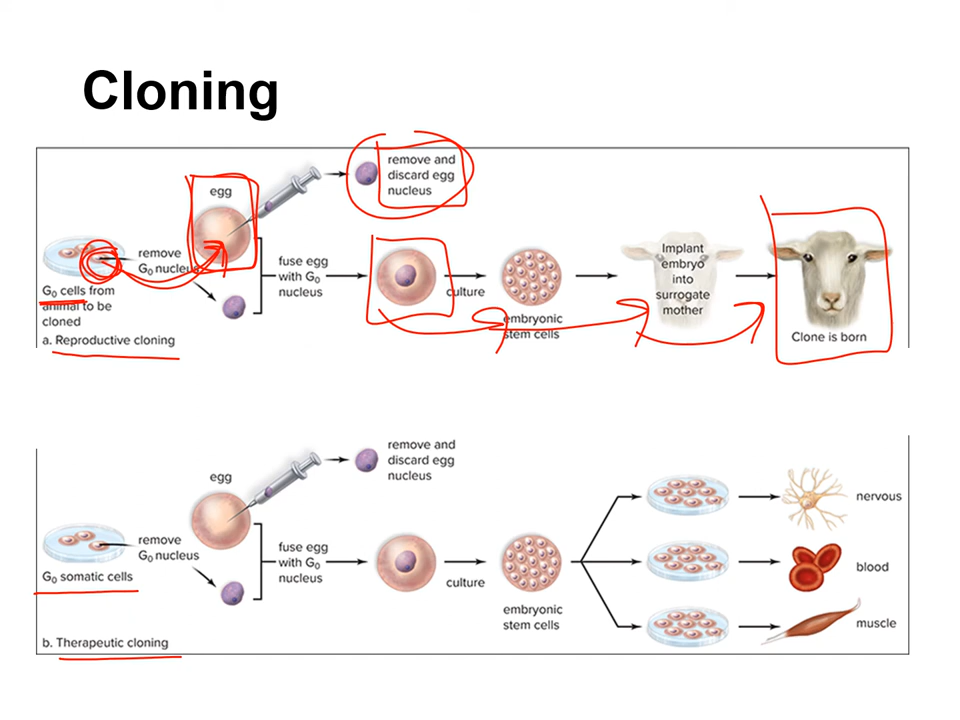 Cloning
remove and
discard egg
nucleus
egg
remove
G₀ nucleus
fuse egg
with G₀
nucleus
culture
embryonic
stem cells
Implant
embryo
into
surrogate
mother
Clone is born
G₀ cells from
animal to be
cloned
a. Reproductive cloning
remove and
discard egg
nucleus
egg
remove
G₀ nucleus
fuse egg
with G₀
nucleus
culture
embryonic
stem cells
nervous
blood
muscle
G₀ somatic cells
b. Therapeutic cloning